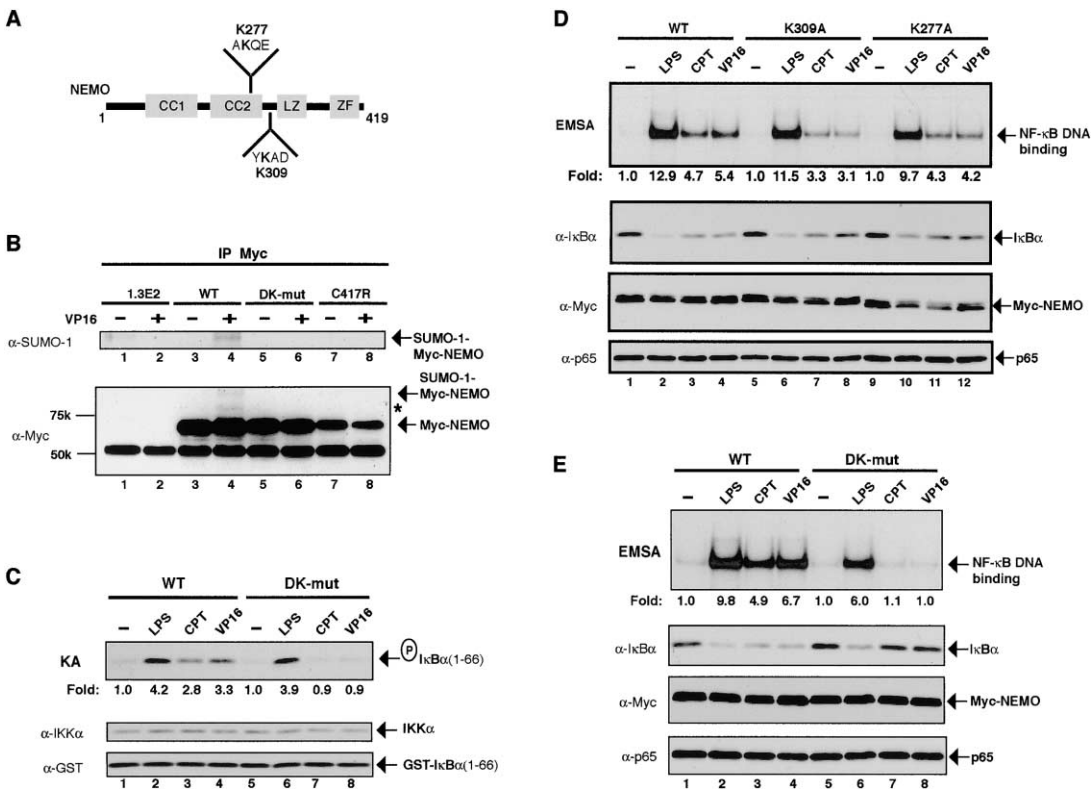 A
K277
AKQE
NEMO
CC1 CC2 LZ ZF
1 419
YKAD
K309
B
IP Myc
1.3E2 WT DK-mut C417R
VP16 – + – + – + – +
α-SUMO-1
SUMO-1-
Myc-NEMO
1 2 3 4 5 6 7 8
SUMO-1-
Myc-NEMO
*
75k
Myc-NEMO
α-Myc
50k
1 2 3 4 5 6 7 8
C
WT DK-mut
– LPS CPT VP16 – LPS CPT VP16
KA
P
IκBα(1-66)
Fold: 1.0 4.2 2.8 3.3 1.0 3.9 0.9 0.9
α-IKKα IKKα
α-GST GST-IκBα(1-66)
1 2 3 4 5 6 7 8
D
WT K309A K277A
– LPS CPT VP16 – LPS CPT VP16 – LPS CPT VP16
EMSA
NF-κB DNA
binding
Fold: 1.0 12.9 4.7 5.4 1.0 11.5 3.3 3.1 1.0 9.7 4.3 4.2
α-IκBα IκBα
α-Myc Myc-NEMO
α-p65 p65
1 2 3 4 5 6 7 8 9 10 11 12
E
WT DK-mut
– LPS CPT VP16 – LPS CPT VP16
EMSA
NF-κB DNA
binding
Fold: 1.0 9.8 4.9 6.7 1.0 6.0 1.1 1.0
α-IκBα IκBα
α-Myc Myc-NEMO
α-p65 p65
1 2 3 4 5 6 7 8